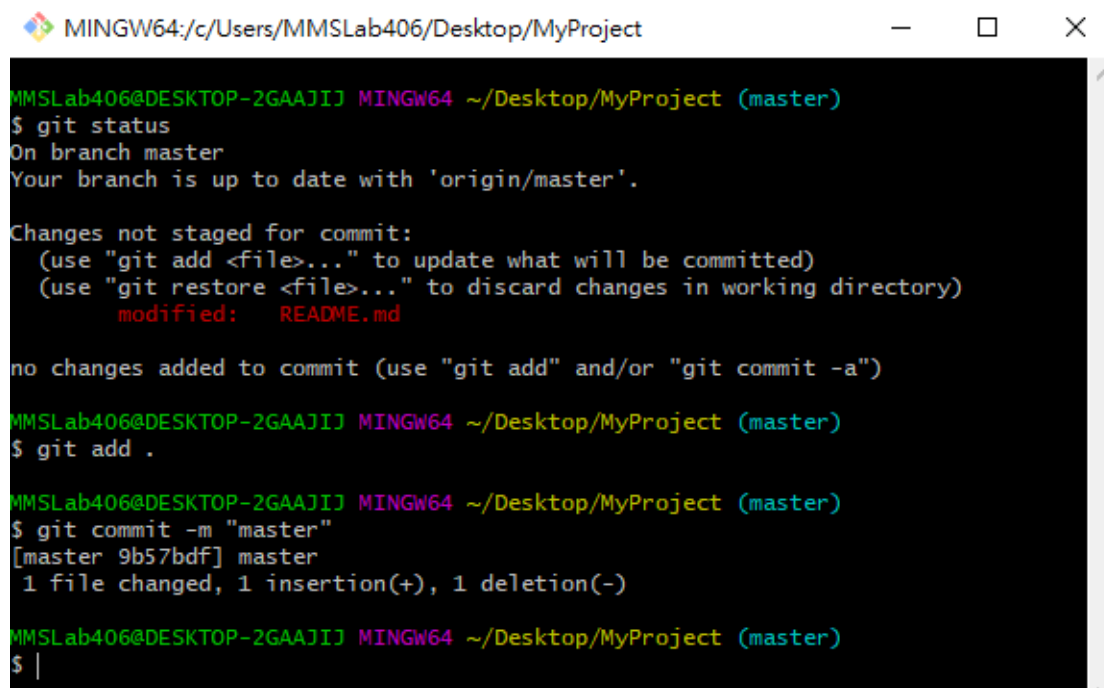 MINGW64:/c/Users/MMSLab406/Desktop/MyProject
MMSLab406@DESKTOP-2GAAJIJ MINGW64 ~/Desktop/MyProject (master)
$ git status
On branch master
Your branch is up to date with 'origin/master'.
Changes not staged for commit:
  (use "git add <file>..." to update what will be committed)
  (use "git restore <file>..." to discard changes in working directory)
        modified:   README.md
no changes added to commit (use "git add" and/or "git commit -a")
MMSLab406@DESKTOP-2GAAJIJ MINGW64 ~/Desktop/MyProject (master)
$ git add .
MMSLab406@DESKTOP-2GAAJIJ MINGW64 ~/Desktop/MyProject (master)
$ git commit -m "master"
[master 9b57bdf] master
 1 file changed, 1 insertion(+), 1 deletion(-)
MMSLab406@DESKTOP-2GAAJIJ MINGW64 ~/Desktop/MyProject (master)
$